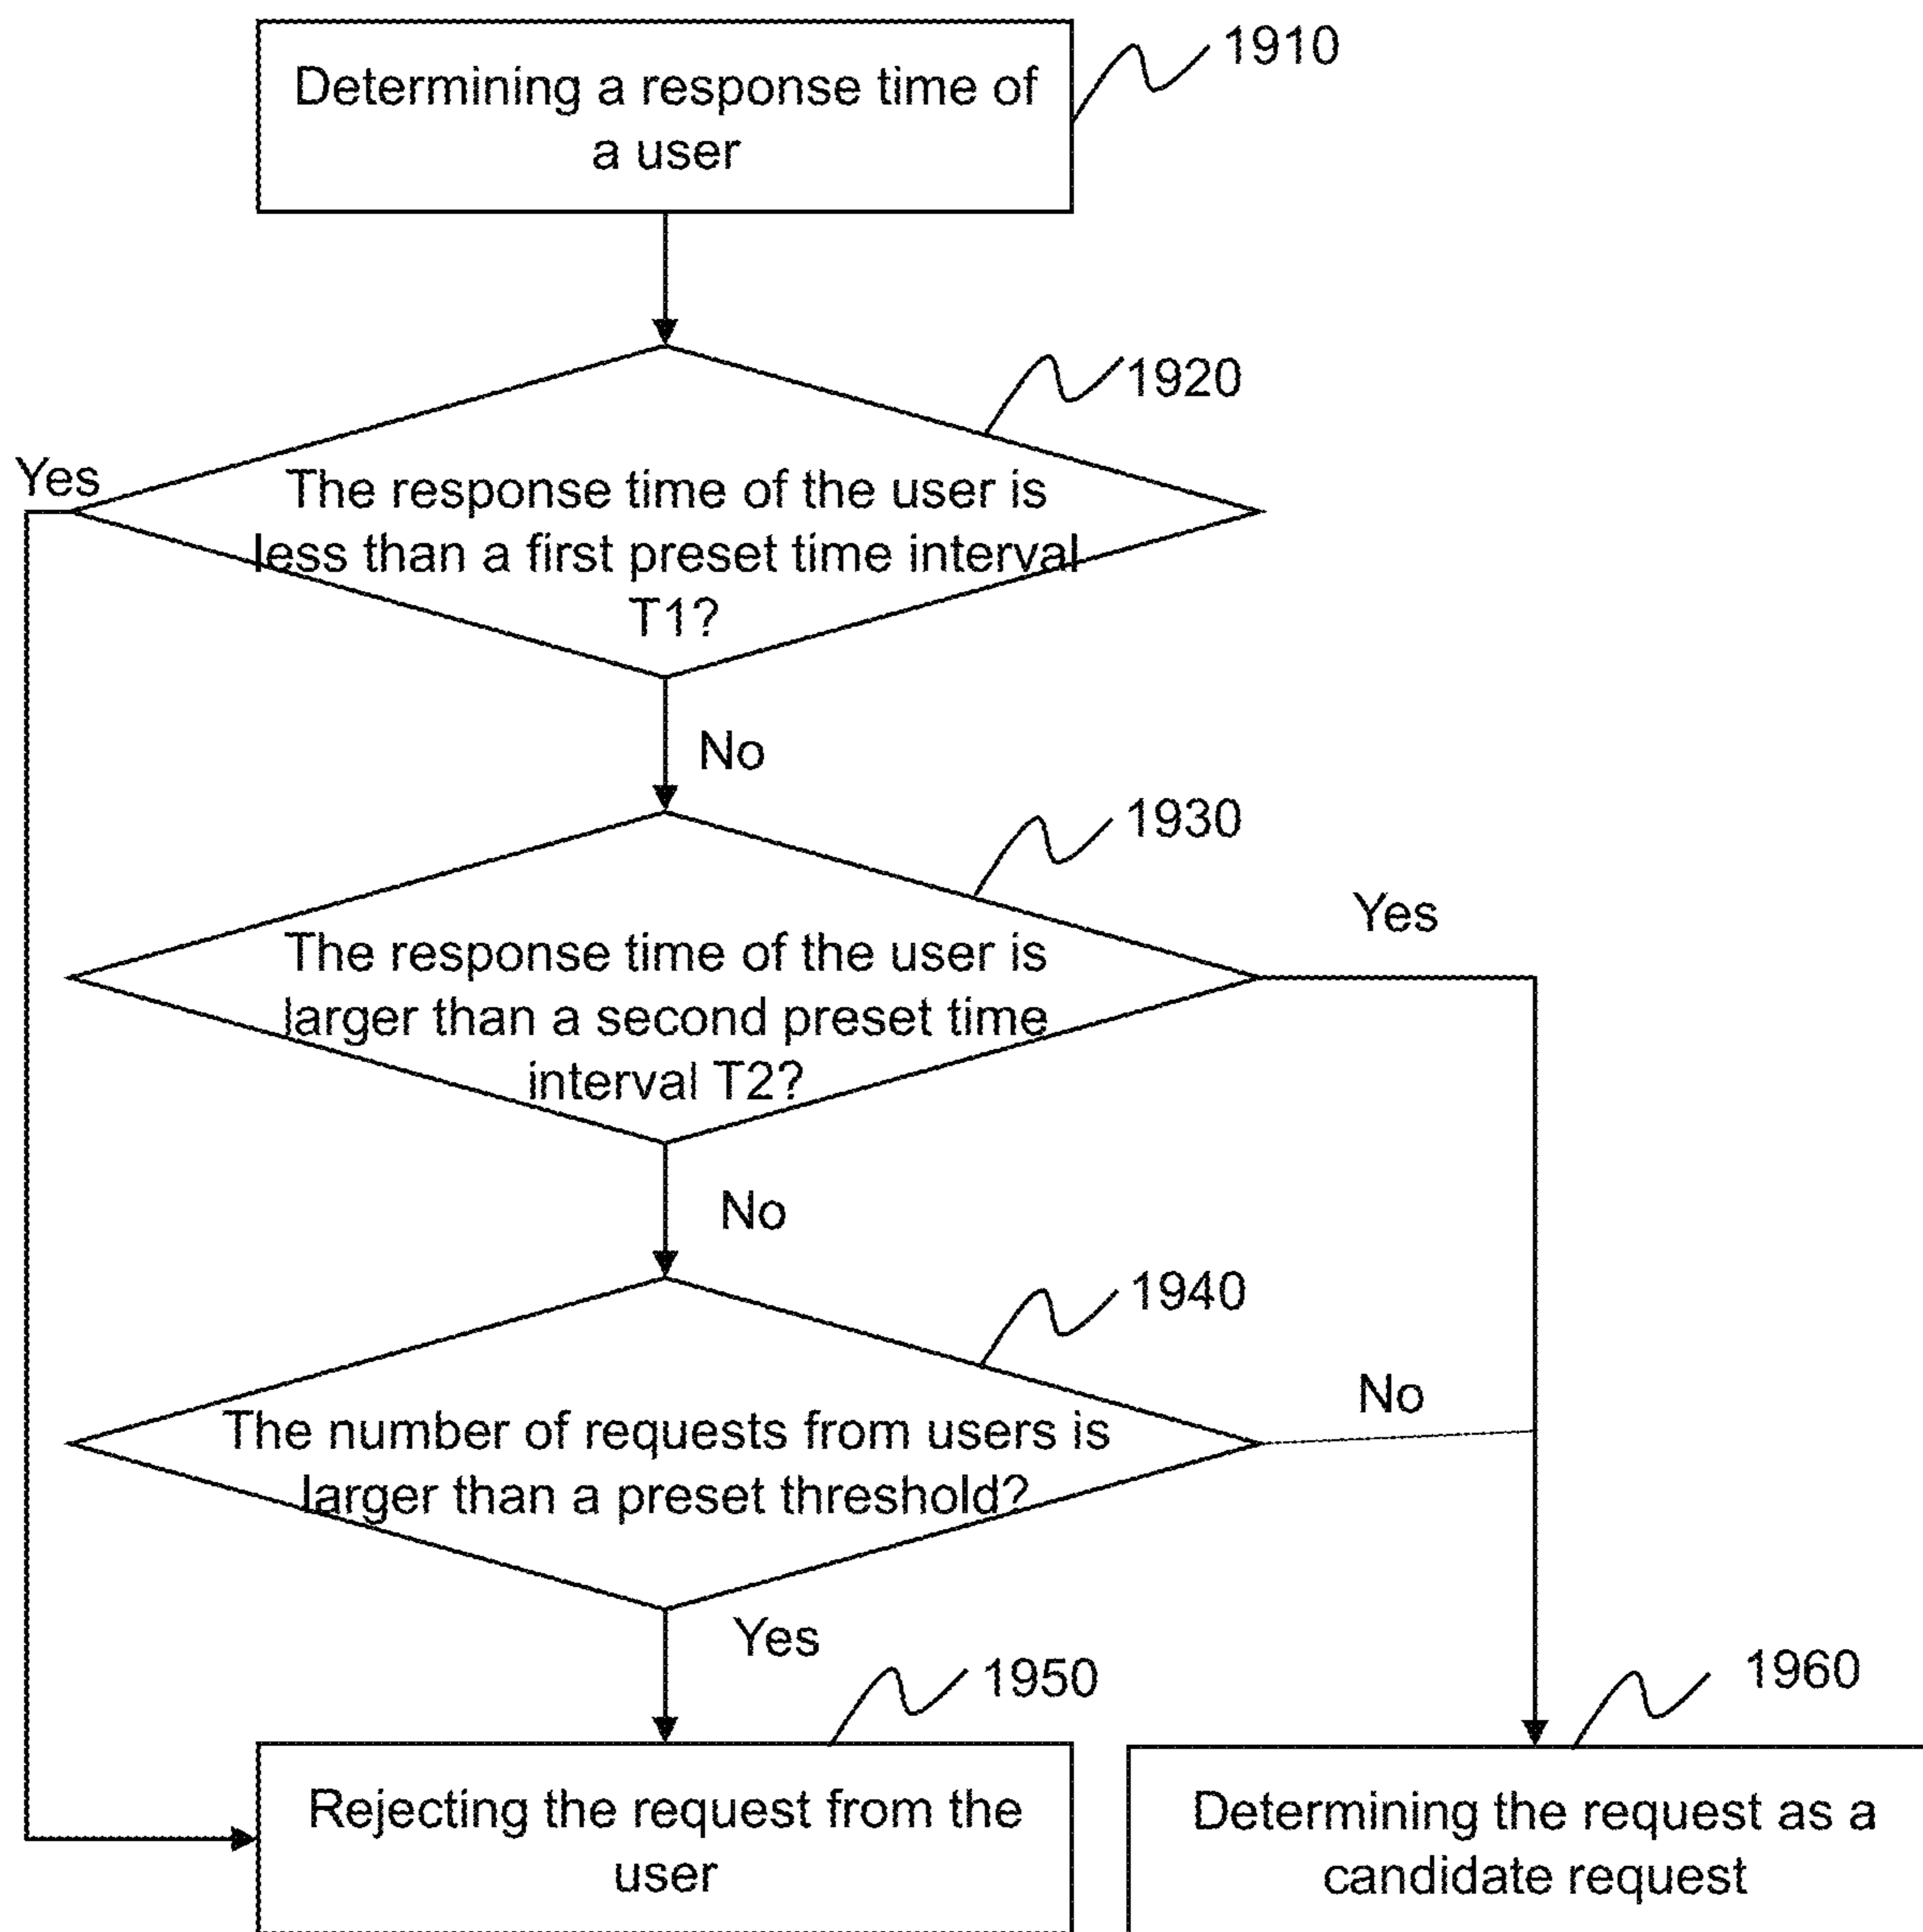 1910
Determining a response time of
a user
1920
Yes
The response time of the user is
less than a first preset time interval
T1?
No
1930
Yes
The response time of the user is
larger than a second preset time
interval T2?
No
1940
No
The number of requests from users is
larger than a preset threshold?
Yes
1950
1960
Rejecting the request from the
user
Determining the request as a
candidate request